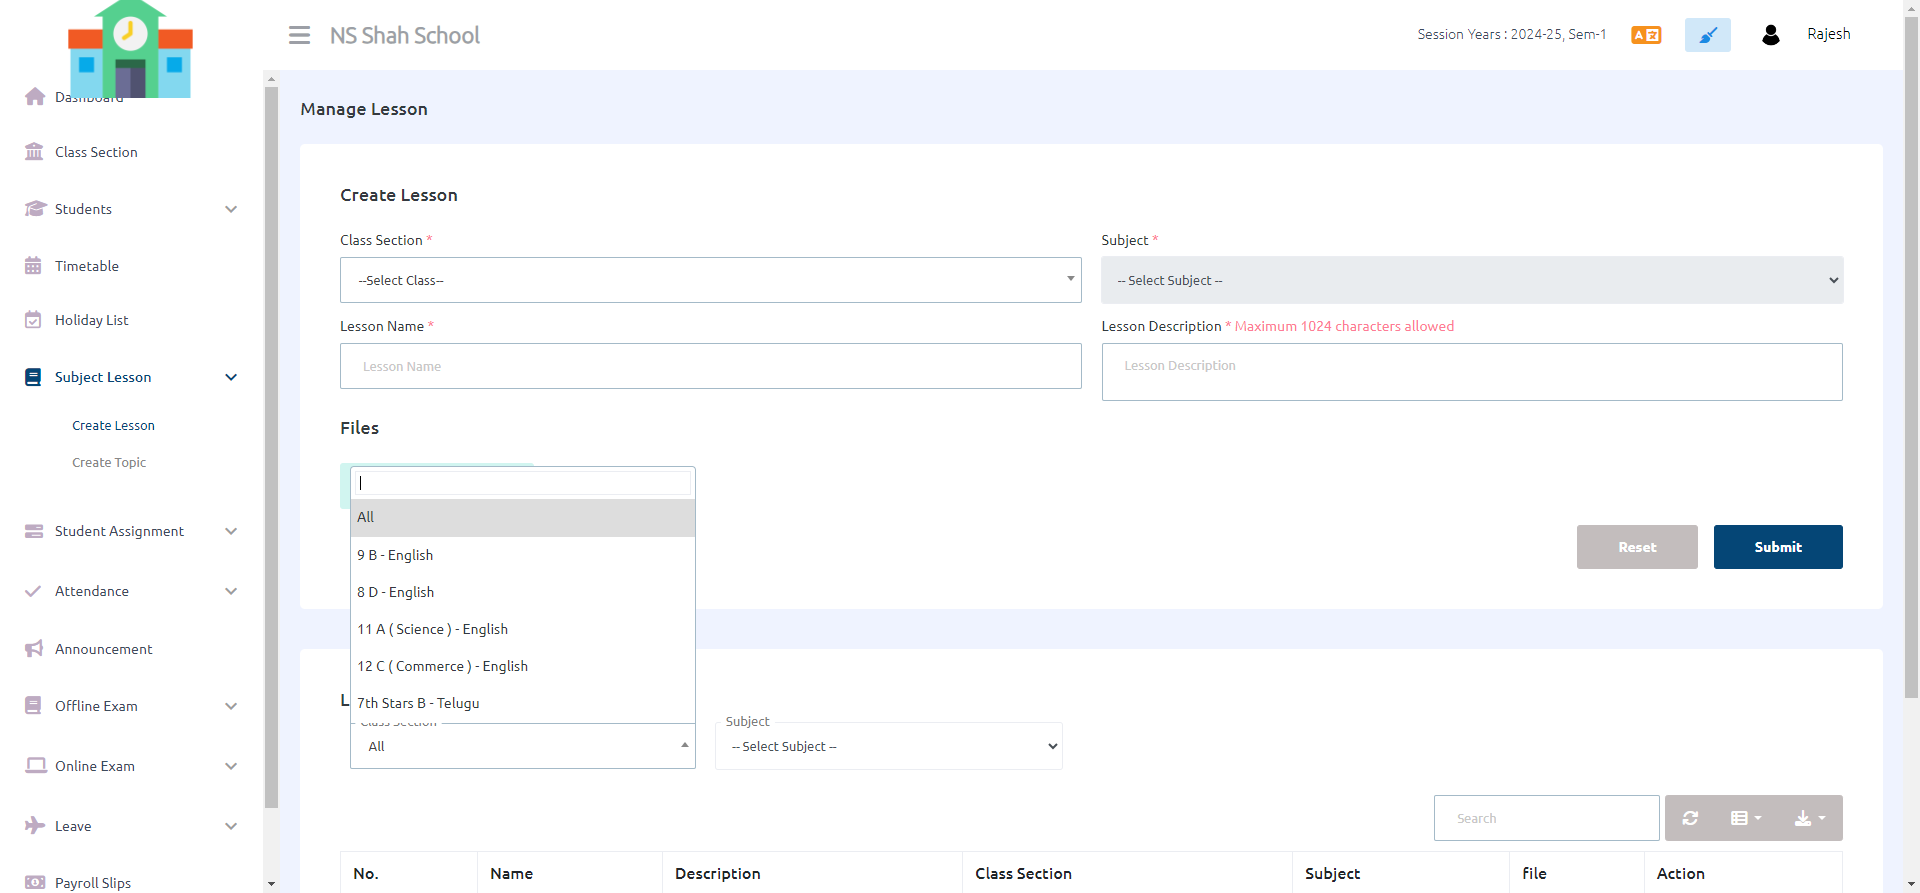 NS Shah School
Session Years : 2024-25, Sem-1
Rajesh
Dashboard
Class Section
Students
Timetable
Holiday List
Subject Lesson
Create Lesson
Create Topic
Student Assignment
Attendance
Announcement
Offline Exam
Online Exam
Leave
Payroll Slips
Manage Lesson
Create Lesson
Class Section *
--Select Class--
Subject *
-- Select Subject --
Lesson Name *
Lesson Name
Lesson Description * Maximum 1024 characters allowed
Lesson Description
Files
All
9 B - English
8 D - English
11 A ( Science ) - English
12 C ( Commerce ) - English
7th Stars B - Telugu
Reset
Submit
Class Section
All
Subject
-- Select Subject --
Search
No. Name Description Class Section Subject file Action